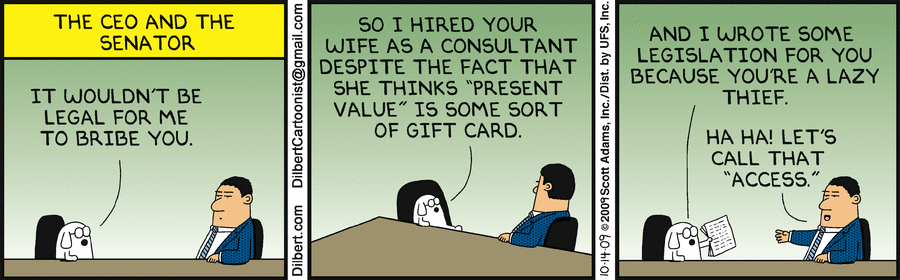 THE CEO AND THE
SENATOR
IT WOULDN'T BE
LEGAL FOR ME
TO BRIBE YOU.
Dilbert.com DilbertCartoonist@gmail.com
SO I HIRED YOUR
WIFE AS A CONSULTANT
DESPITE THE FACT THAT
SHE THINKS “PRESENT
VALUE” IS SOME SORT
OF GIFT CARD.
10-14-09 ©2009 Scott Adams, Inc./Dist. by UFS, Inc.
AND I WROTE SOME
LEGISLATION FOR YOU
BECAUSE YOU'RE A LAZY
THIEF.
HA HA! LET'S
CALL THAT
“ACCESS.”